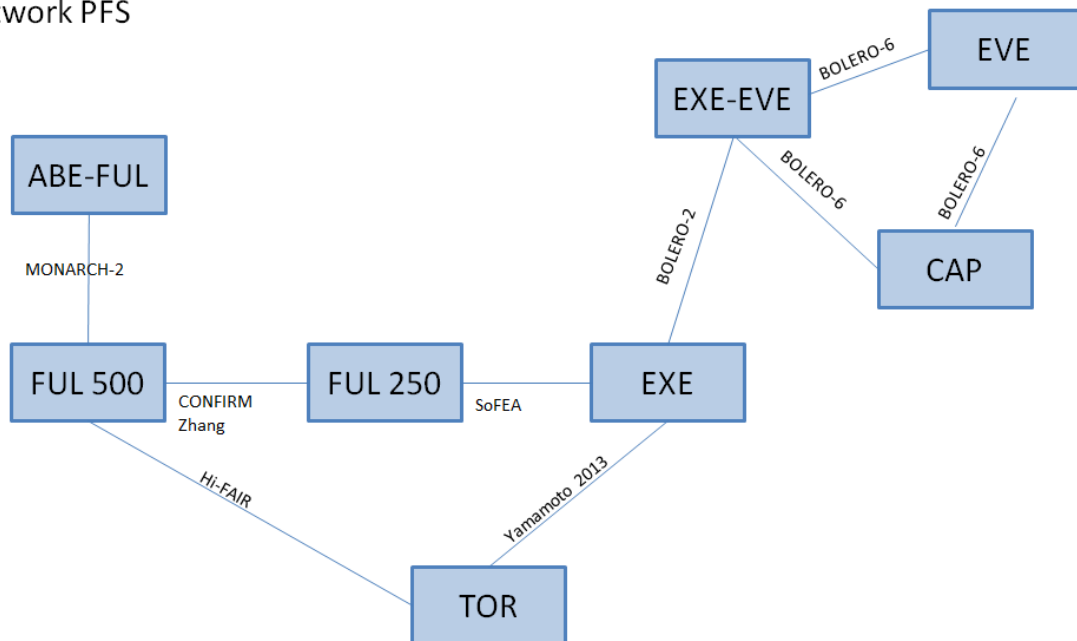 PFS
EVE
BOLERO-6
EXE-EVE
ABE-FUL
BOLERO-6
BOLERO-6
BOLERO-2
MONARCH-2
CAP
FUL 500
FUL 250
EXE
CONFIRM
Zhang
SoFEA
Hi-FAIR
Yamamoto 2013
TOR